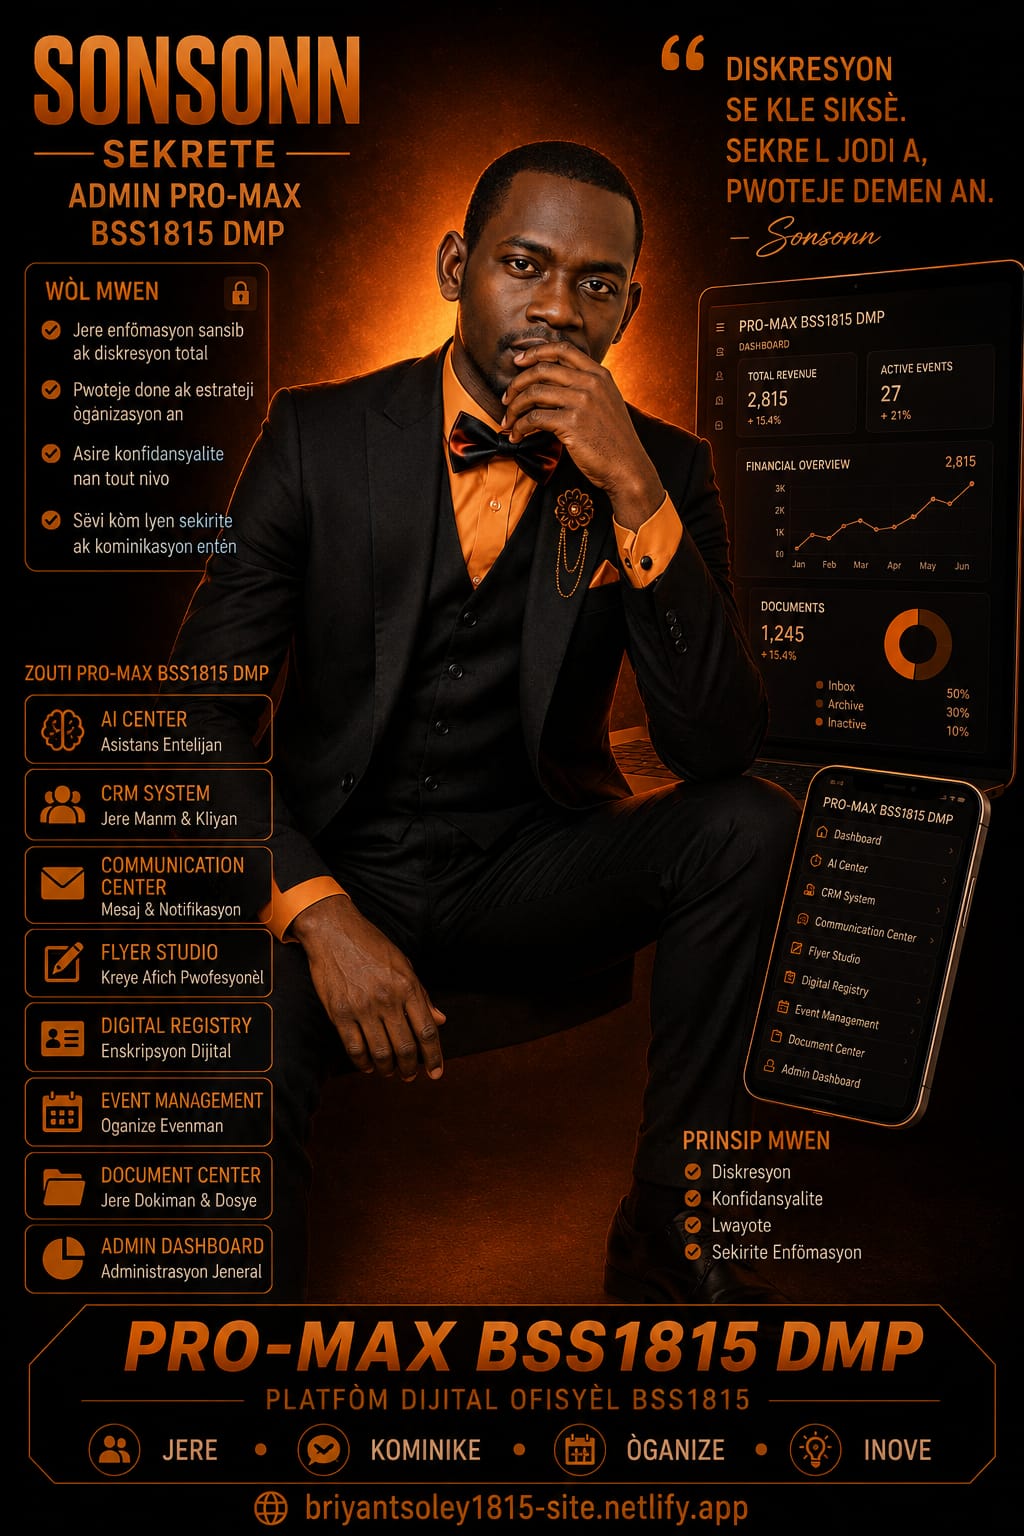 SONSONN
SEKRETE
ADMIN PRO-MAX
BSS1815 DMP
“
DISKRESYON
SE KLE SIKSÈ.
SEKRE L JODI A,
PWOTEJE DEMEN AN.
– Sonsonn
WÒL MWEN
Jere enfòmasyon sansib
ak diskresyon total
Pwoteje done ak estrateji
òganizasyon an
Asire konfidansyalite
nan tout nivo
Sèvi kòm lyen sekirite
ak kominikasyon entèn
PRO-MAX BSS1815 DMP
DASHBOARD
TOTAL REVENUE
2,815
+ 15.4%
ACTIVE EVENTS
27
+ 21%
FINANCIAL OVERVIEW
2,815
3K
2K
1K
£0
Jan Feb Mar Apr May Jun
DOCUMENTS
1,245
+ 15.4%
Inbox 50%
Archive 30%
Inactive 10%
ZOUTI PRO-MAX BSS1815 DMP
AI CENTER
Asistans Entelijan
CRM SYSTEM
Jere Manm & Kliyan
COMMUNICATION
CENTER
Mesaj & Notifikasyon
FLYER STUDIO
Kreye Afich Pwofesyonèl
DIGITAL REGISTRY
Enskripsyon Dijital
EVENT MANAGEMENT
Oganize Evenman
DOCUMENT CENTER
Jere Dokiman & Dosye
ADMIN DASHBOARD
Administrasyon Jeneral
PRO-MAX BSS1815 DMP
Dashboard
AI Center
CRM System
Communication Center
Flyer Studio
Digital Registry
Event Management
Document Center
Admin Dashboard
PRINSIP MWEN
Diskresyon
Konfidansyalite
Lwayote
Sekirite Enfòmasyon
PRO-MAX BSS1815 DMP
PLATFÒM DIJITAL OFISYÈL BSS1815
JERE • KOMINIKE • ÒGANIZE • INOVE
briyantsoley1815-site.netlify.app